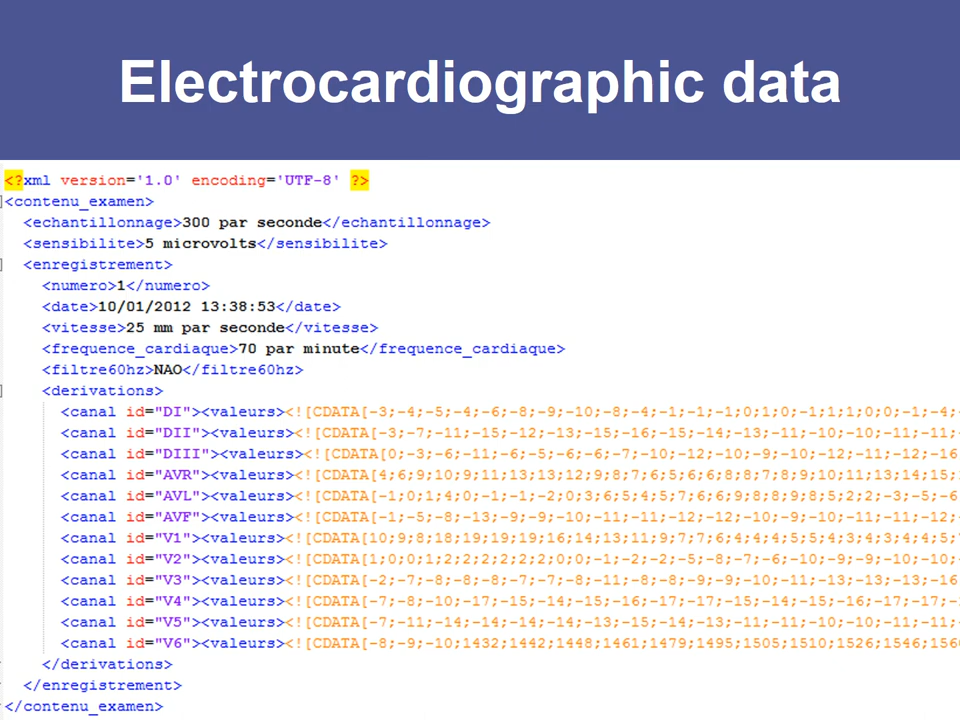 Electrocardiographic data
<?xml version='1.0' encoding='UTF-8' ?>
<contenu_examen>
<echantillonnage>300 par seconde</echantillonnage>
<sensibilite>5 microvolts</sensibilite>
<enregistrement>
<numero>1</numero>
<date>10/01/2012 13:38:53</date>
<vitesse>25 mm par seconde</vitesse>
<frequence_cardiaque>70 par minute</frequence_cardiaque>
<filtre60hz>NAO</filtre60hz>
<derivations>
<canal id="DI"><valeurs><![CDATA[-3;-4;-5;-4;-6;-8;-9;-10;-8;-4;-1;-1;-1;0;1;0;-1;1;1;0;0;-1;-4;
<canal id="DII"><valeurs><![CDATA[-3;-7;-11;-15;-12;-13;-15;-16;-15;-14;-13;-11;-10;-10;-11;-11;
<canal id="DIII"><valeurs><![CDATA[0;-3;-6;-11;-6;-5;-6;-6;-7;-10;-12;-10;-9;-10;-12;-11;-12;-16
<canal id="AVR"><valeurs><![CDATA[4;6;9;10;9;11;13;13;12;9;8;7;6;5;6;6;8;8;7;8;9;10;11;13;14;15;
<canal id="AVL"><valeurs><![CDATA[-1;0;1;4;0;-1;-1;-2;0;3;6;5;4;5;7;6;6;9;8;8;9;8;5;2;2;-3;-5;-6
<canal id="AVF"><valeurs><![CDATA[-1;-5;-8;-13;-9;-9;-10;-11;-11;-12;-12;-10;-9;-10;-11;-11;-12;
<canal id="V1"><valeurs><![CDATA[10;9;8;18;19;19;19;16;14;13;11;9;7;7;6;4;4;4;5;5;4;3;4;3;4;4;5;
<canal id="V2"><valeurs><![CDATA[1;0;0;1;2;2;2;2;2;2;0;0;-1;-2;-2;-5;-8;-7;-6;-10;-9;-9;-10;-10;
<canal id="V3"><valeurs><![CDATA[-2;-7;-8;-8;-8;-7;-7;-8;-11;-8;-8;-9;-9;-10;-11;-13;-13;-13;-16
<canal id="V4"><valeurs><![CDATA[-7;-8;-10;-17;-15;-14;-15;-16;-17;-17;-15;-14;-15;-16;-17;-17;
<canal id="V5"><valeurs><![CDATA[-7;-11;-14;-14;-14;-14;-13;-15;-14;-13;-11;-11;-10;-10;-11;-11;
<canal id="V6"><valeurs><![CDATA[-8;-9;-10;1432;1442;1448;1461;1479;1495;1505;1510;1526;1546;
</derivations>
</enregistrement>
</contenu_examen>